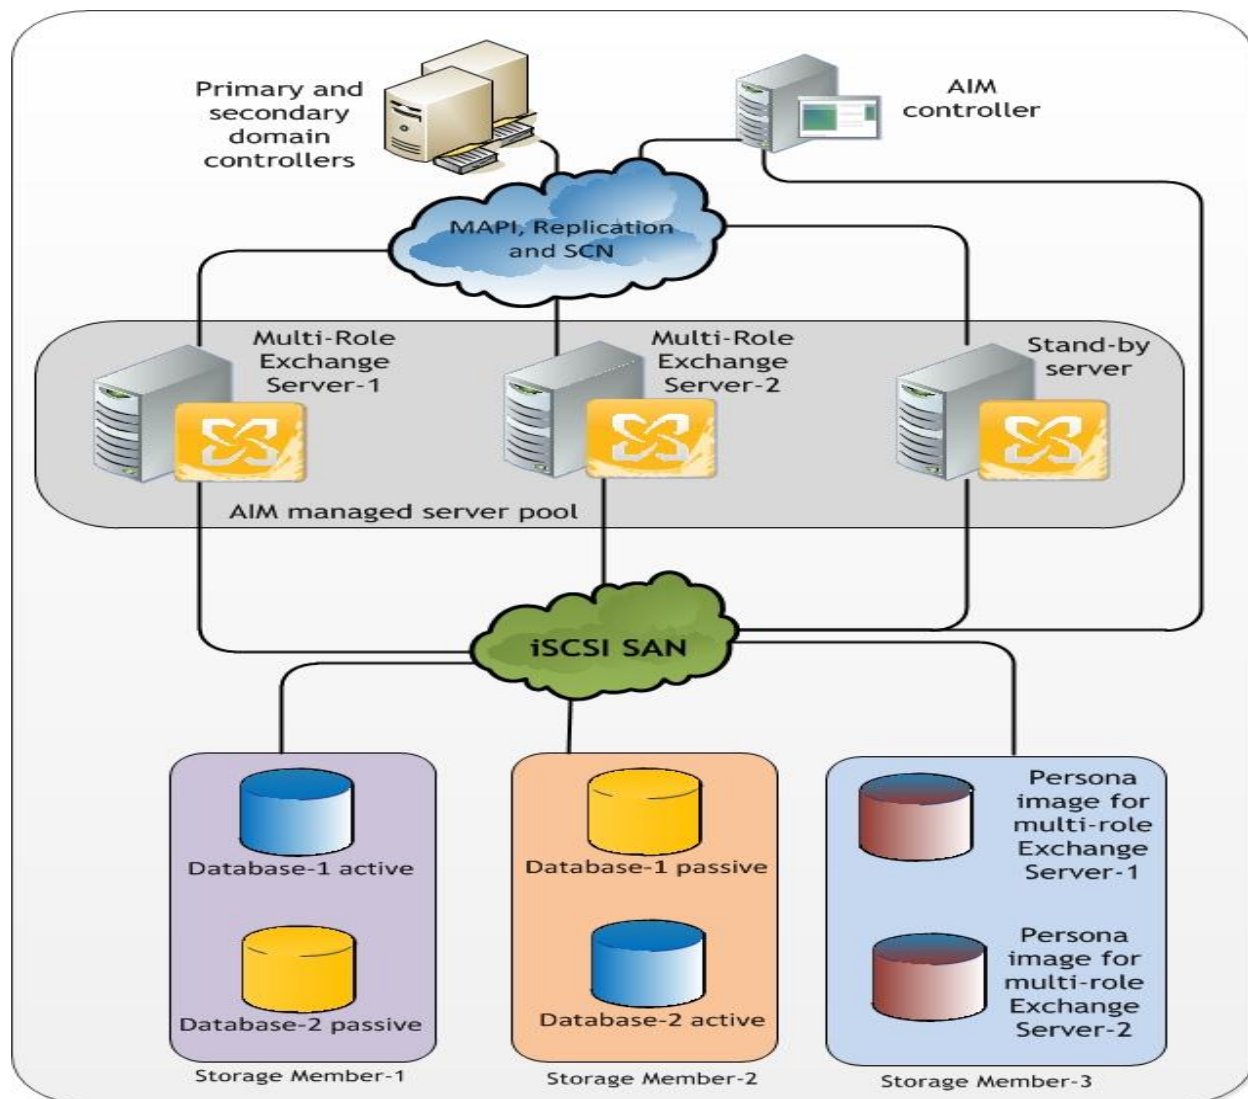 Primary and
secondary
domain
controllers
AIM
controller
MAPI, Replication
and SCN
Multi-Role
Exchange
Server-1
Multi-Role
Exchange
Server-2
Stand-by
server
AIM managed server pool
iSCSI SAN
Database-1 active
Database-2 passive
Storage Member-1
Database-1 passive
Database-2 active
Storage Member-2
Persona
image for
multi-role
Exchange
Server-1
Persona
image for
multi-role
Exchange
Server-2
Storage Member-3